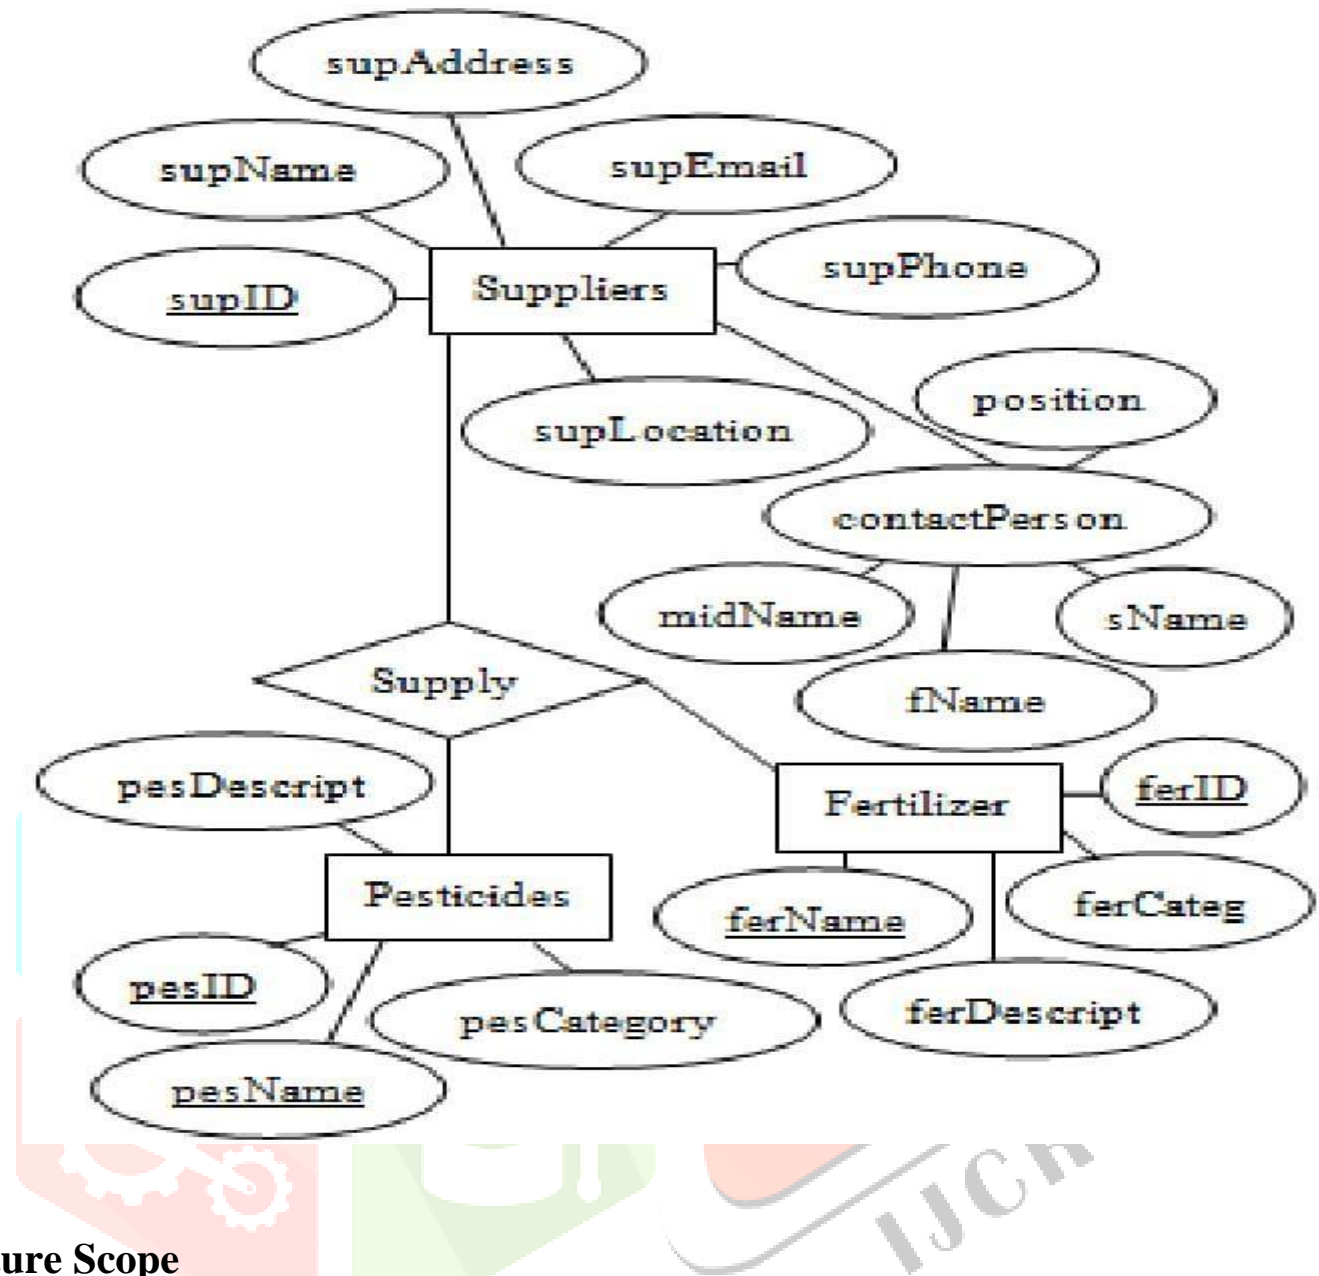 supAddress
supName
supEmail
supID
Suppliers
supPhone
supLocation
position
contactPerson
midName
sName
Supply
fName
pesDescript
Fertilizer
ferID
Pesticides
ferName
ferCateg
pesID
pesCategory
ferDescript
pesName
IJCR
ure Scope